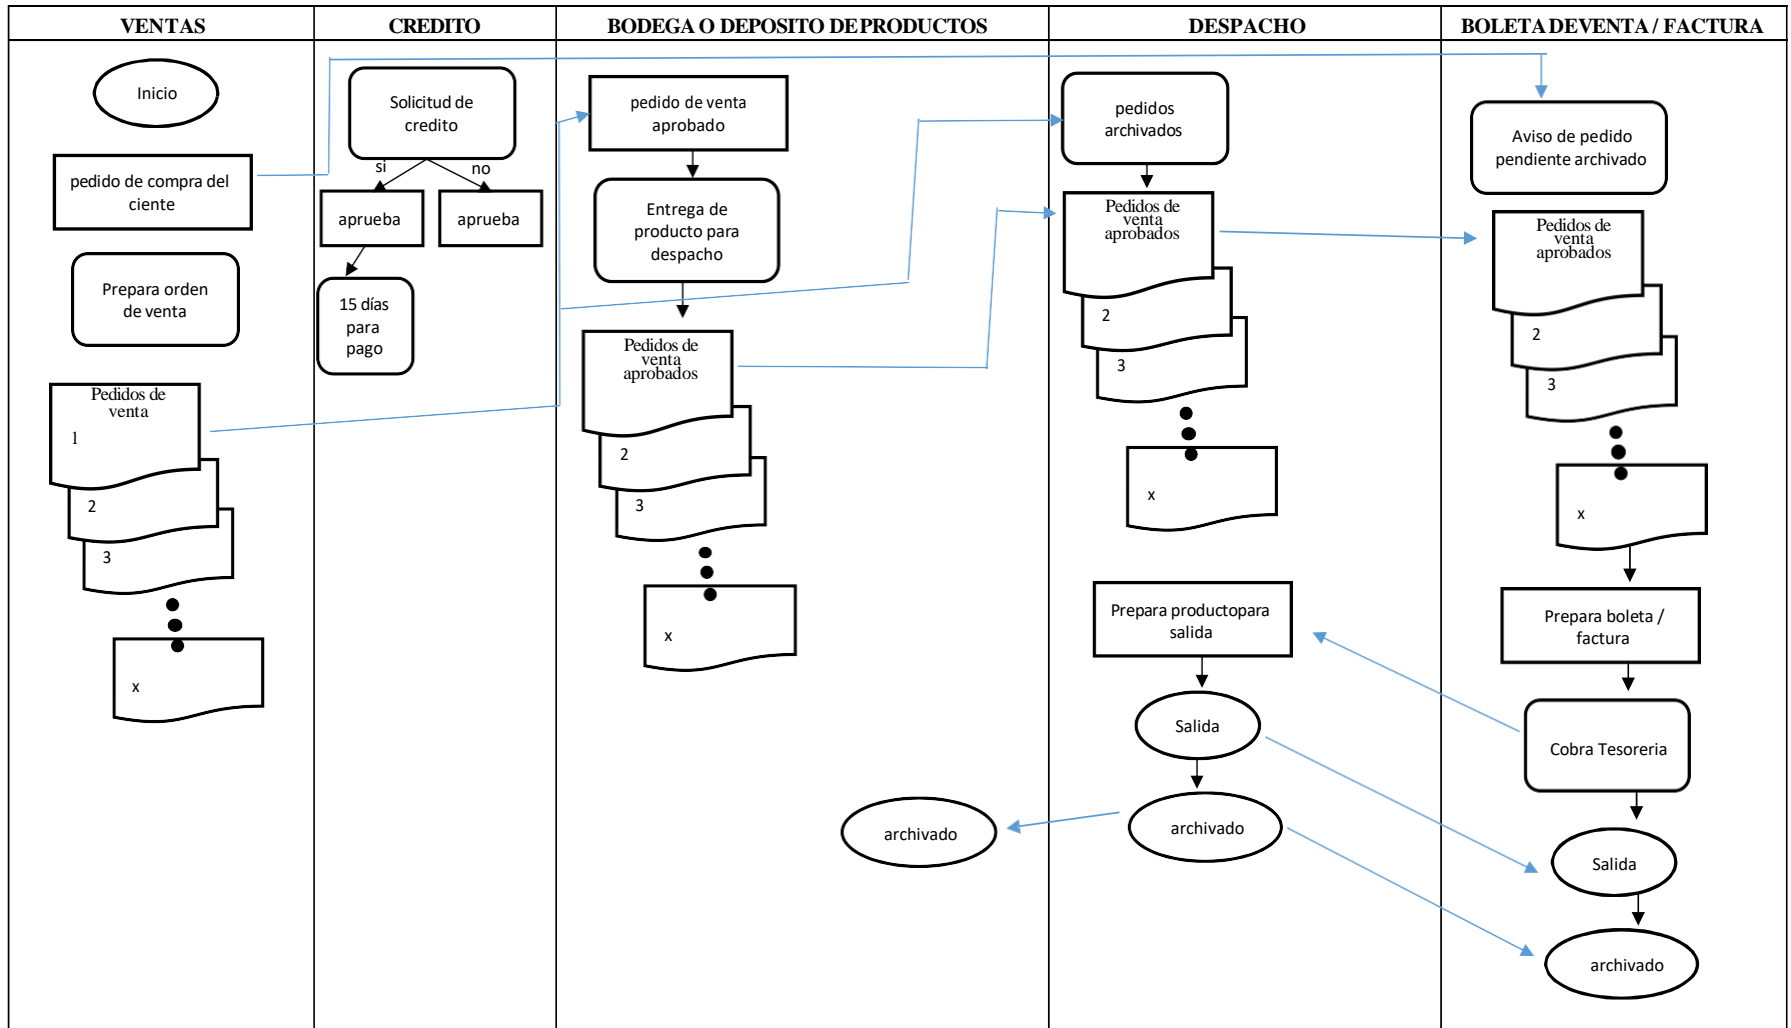 VENTAS
CREDITO
BODEGA O DEPOSITO DE PRODUCTOS
DESPACHO
BOLETA DEVENTA / FACTURA
Inicio
pedido de compra del
ciente
Prepara orden
de venta
Pedidos de
venta
1
2
3
x
Solicitud de
credito
si
no
aprueba
aprueba
15 días
para
pago
pedido de venta
aprobado
Entrega de
producto para
despacho
Pedidos de
venta
aprobados
2
3
x
archivado
pedidos
archivados
Pedidos de
venta
aprobados
2
3
x
Prepara productopara
salida
Salida
archivado
Aviso de pedido
pendiente archivado
Pedidos de
venta
aprobados
2
3
x
Prepara boleta /
factura
Cobra Tesoreria
Salida
archivado